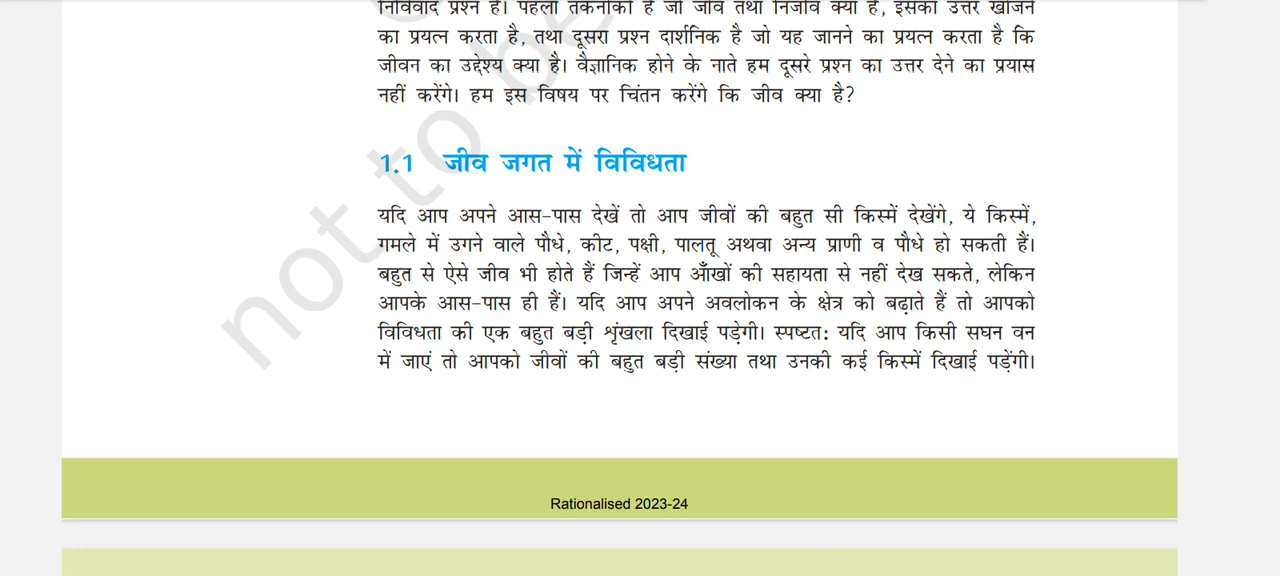 निर्विवाद प्रश्न हैं। पहला तकनीकी है जो जीव तथा निर्जीव क्या है, इसका उत्तर खोजने
का प्रयत्न करता है, तथा दूसरा प्रश्न दार्शनिक है जो यह जानने का प्रयत्न करता है कि
जीवन का उद्देश्य क्या है। वैज्ञानिक होने के नाते हम दूसरे प्रश्न का उत्तर देने का प्रयास
नहीं करेंगे। हम इस विषय पर चिंतन करेंगे कि जीव क्या है?
1.1 जीव जगत में विविधता
यदि आप अपने आस-पास देखें तो आप जीवों की बहुत सी किस्में देखेंगे, ये किस्में,
गमले में उगने वाले पौधे, कीट, पक्षी, पालतू अथवा अन्य प्राणी व पौधे हो सकती हैं।
बहुत से ऐसे जीव भी होते हैं जिन्हें आप आँखों की सहायता से नहीं देख सकते, लेकिन
आपके आस-पास ही हैं। यदि आप अपने अवलोकन के क्षेत्र को बढ़ाते हैं तो आपको
विविधता की एक बहुत बड़ी शृंखला दिखाई पड़ेगी। स्पष्टतः यदि आप किसी सघन वन
में जाएं तो आपको जीवों की बहुत बड़ी संख्या तथा उनकी कई किस्में दिखाई पड़ेंगी।
not to be
Rationalised 2023-24